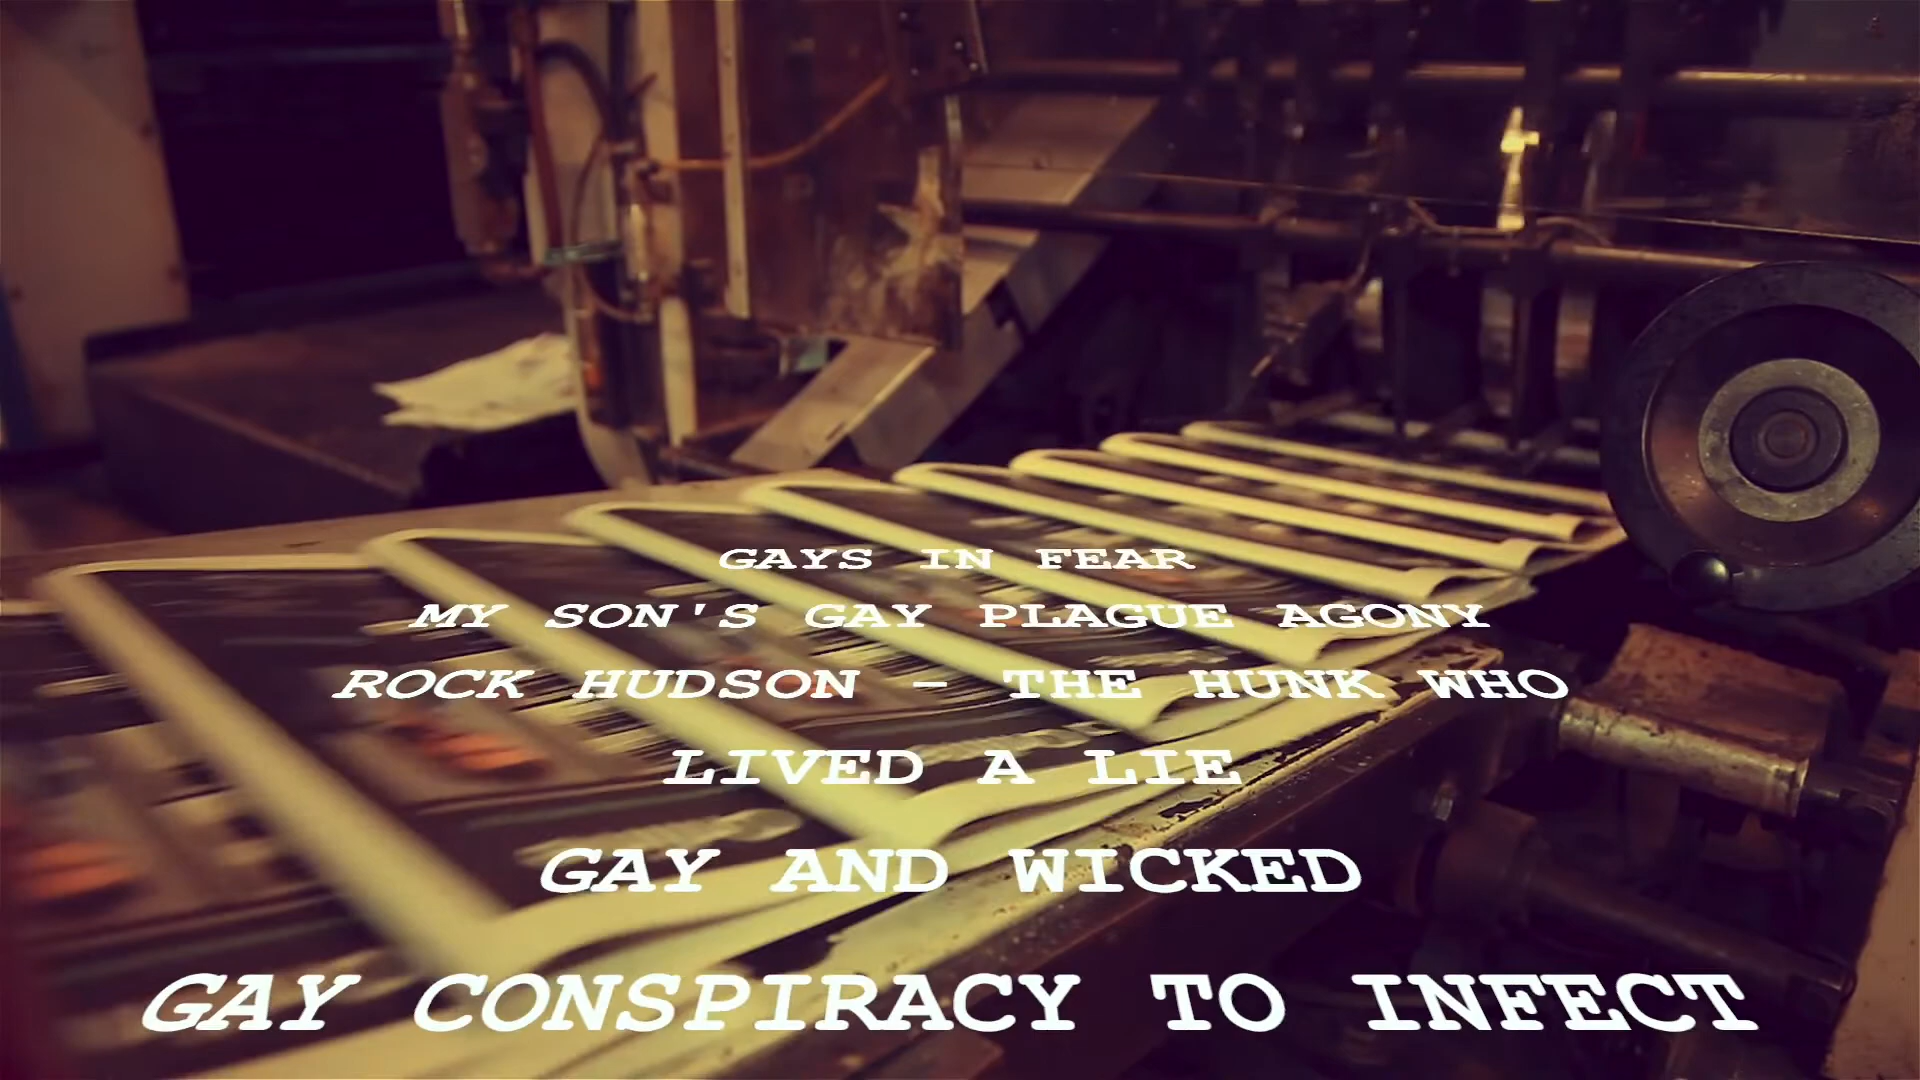 GAYS IN FEAR
MY SON'S GAY PLAGUE AGONY
ROCK HUDSON - THE HUNK WHO
LIVED A LIE
GAY AND WICKED
GAY CONSPIRACY TO INFECT